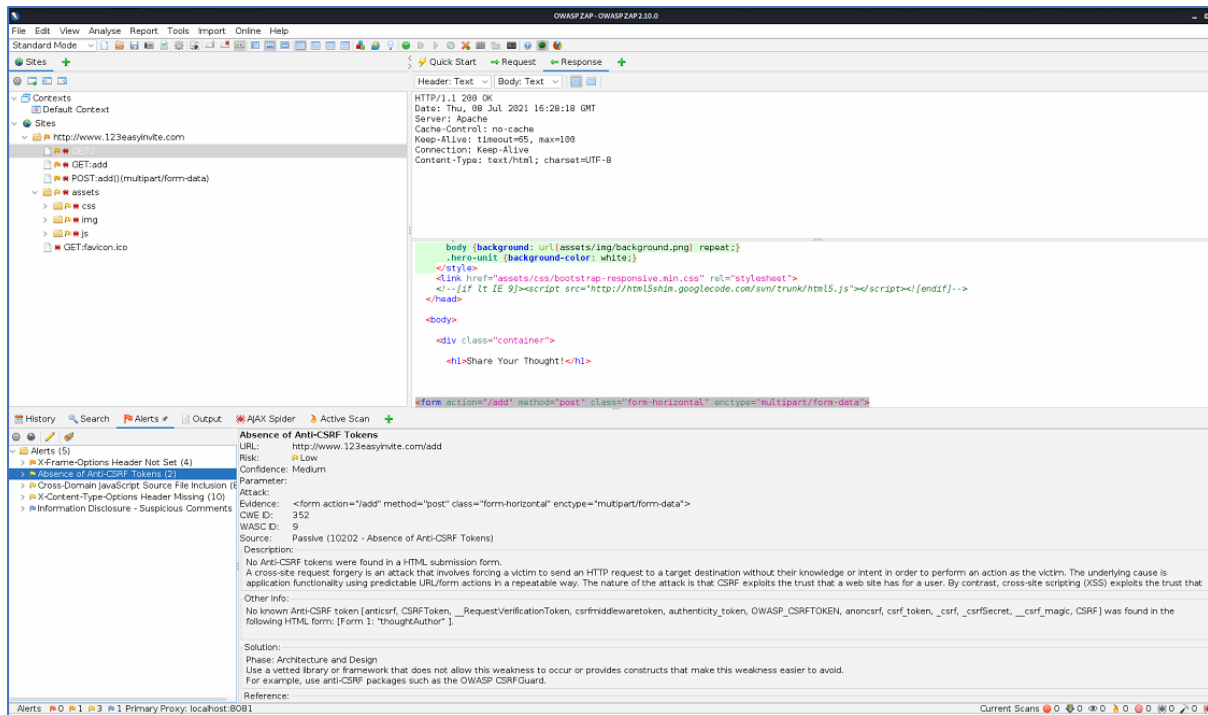 OWASP ZAP - OWASP ZAP 2.10.0
File Edit View Analyse Report Tools Import Online Help
Standard Mode
Sites
Quick Start Request Response
Header: Text Body: Text
Contexts
Default Context
Sites
http://www.123easyinvite.com
GET:/
GET:add
POST:add()(multipart/form-data)
assets
css
img
js
GET:favicon.ico
HTTP/1.1 200 OK
Date: Thu, 08 Jul 2021 16:28:18 GMT
Server: Apache
Cache-Control: no-cache
Keep-Alive: timeout=65, max=100
Connection: Keep-Alive
Content-Type: text/html; charset=UTF-8
body {background: url(assets/img/background.png) repeat;}
.hero-unit {background-color: white;}
</style>
<link href="assets/css/bootstrap-responsive.min.css" rel="stylesheet">
<!--[if lt IE 9]><script src="http://html5shim.googlecode.com/svn/trunk/html5.js"></script><![endif]-->
</head>
<body>
<div class="container">
<h1>Share Your Thought!</h1>
<form action="/add" method="post" class="form-horizontal" enctype="multipart/form-data">
History Search Alerts Output AJAX Spider Active Scan
Alerts (5)
X-Frame-Options Header Not Set (4)
Absence of Anti-CSRF Tokens (2)
Cross-Domain JavaScript Source File Inclusion (
X-Content-Type-Options Header Missing (10)
Information Disclosure - Suspicious Comments
Absence of Anti-CSRF Tokens
URL: http://www.123easyinvite.com/add
Risk: Low
Confidence: Medium
Parameter:
Attack:
Evidence: <form action="/add" method="post" class="form-horizontal" enctype="multipart/form-data">
CWE ID: 352
WASC ID: 9
Source: Passive (10202 - Absence of Anti-CSRF Tokens)
Description:
No Anti-CSRF tokens were found in a HTML submission form.
A cross-site request forgery is an attack that involves forcing a victim to send an HTTP request to a target destination without their knowledge or intent in order to perform an action as the victim. The underlying cause is
application functionality using predictable URL/form actions in a repeatable way. The nature of the attack is that CSRF exploits the trust that a web site has for a user. By contrast, cross-site scripting (XSS) exploits the trust that
Other Info:
No known Anti-CSRF token [anticsrf, CSRFToken, __RequestVerificationToken, csrfmiddlewaretoken, authenticity_token, OWASP_CSRFTOKEN, anoncsrf, csrf_token, _csrf, _csrfSecret, __csrf_magic, CSRF] was found in the
following HTML form: [Form 1: "thoughtAuthor" ].
Solution:
Phase: Architecture and Design
Use a vetted library or framework that does not allow this weakness to occur or provides constructs that make this weakness easier to avoid.
For example, use anti-CSRF packages such as the OWASP CSRFGuard.
Reference:
Alerts 0 1 3 1 Primary Proxy: localhost:8081
Current Scans 0 0 0 0 0 0 0